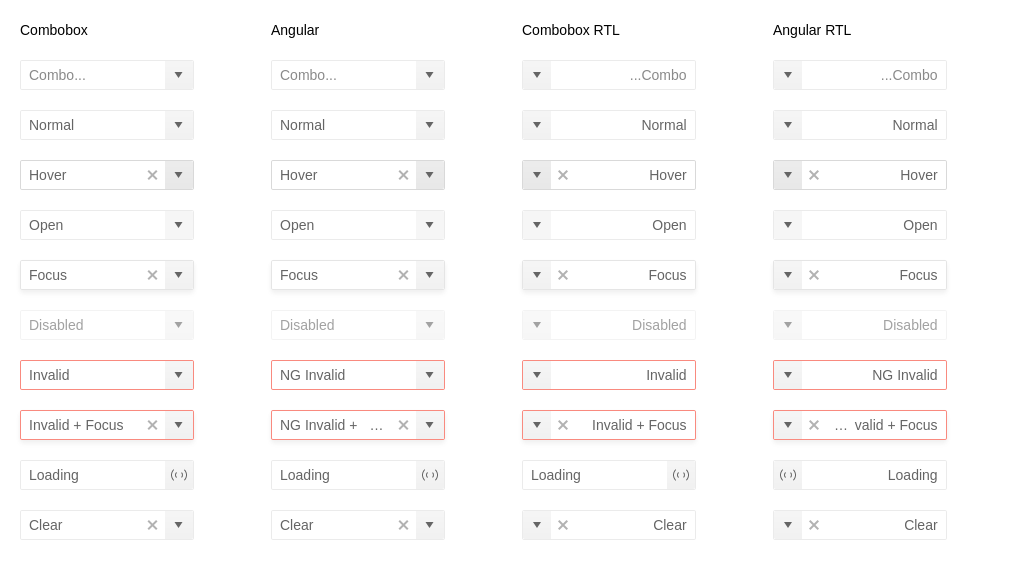 Combobox Angular Combobox RTL Angular RTL
Combo... Combo... ...Combo ...Combo
Normal Normal Normal Normal
Hover Hover Hover Hover
Open Open Open Open
Focus Focus Focus Focus
Disabled Disabled Disabled Disabled
Invalid NG Invalid Invalid NG Invalid
Invalid + Focus NG Invalid + ... Invalid + Focus ... valid + Focus
Loading Loading Loading Loading
Clear Clear Clear Clear